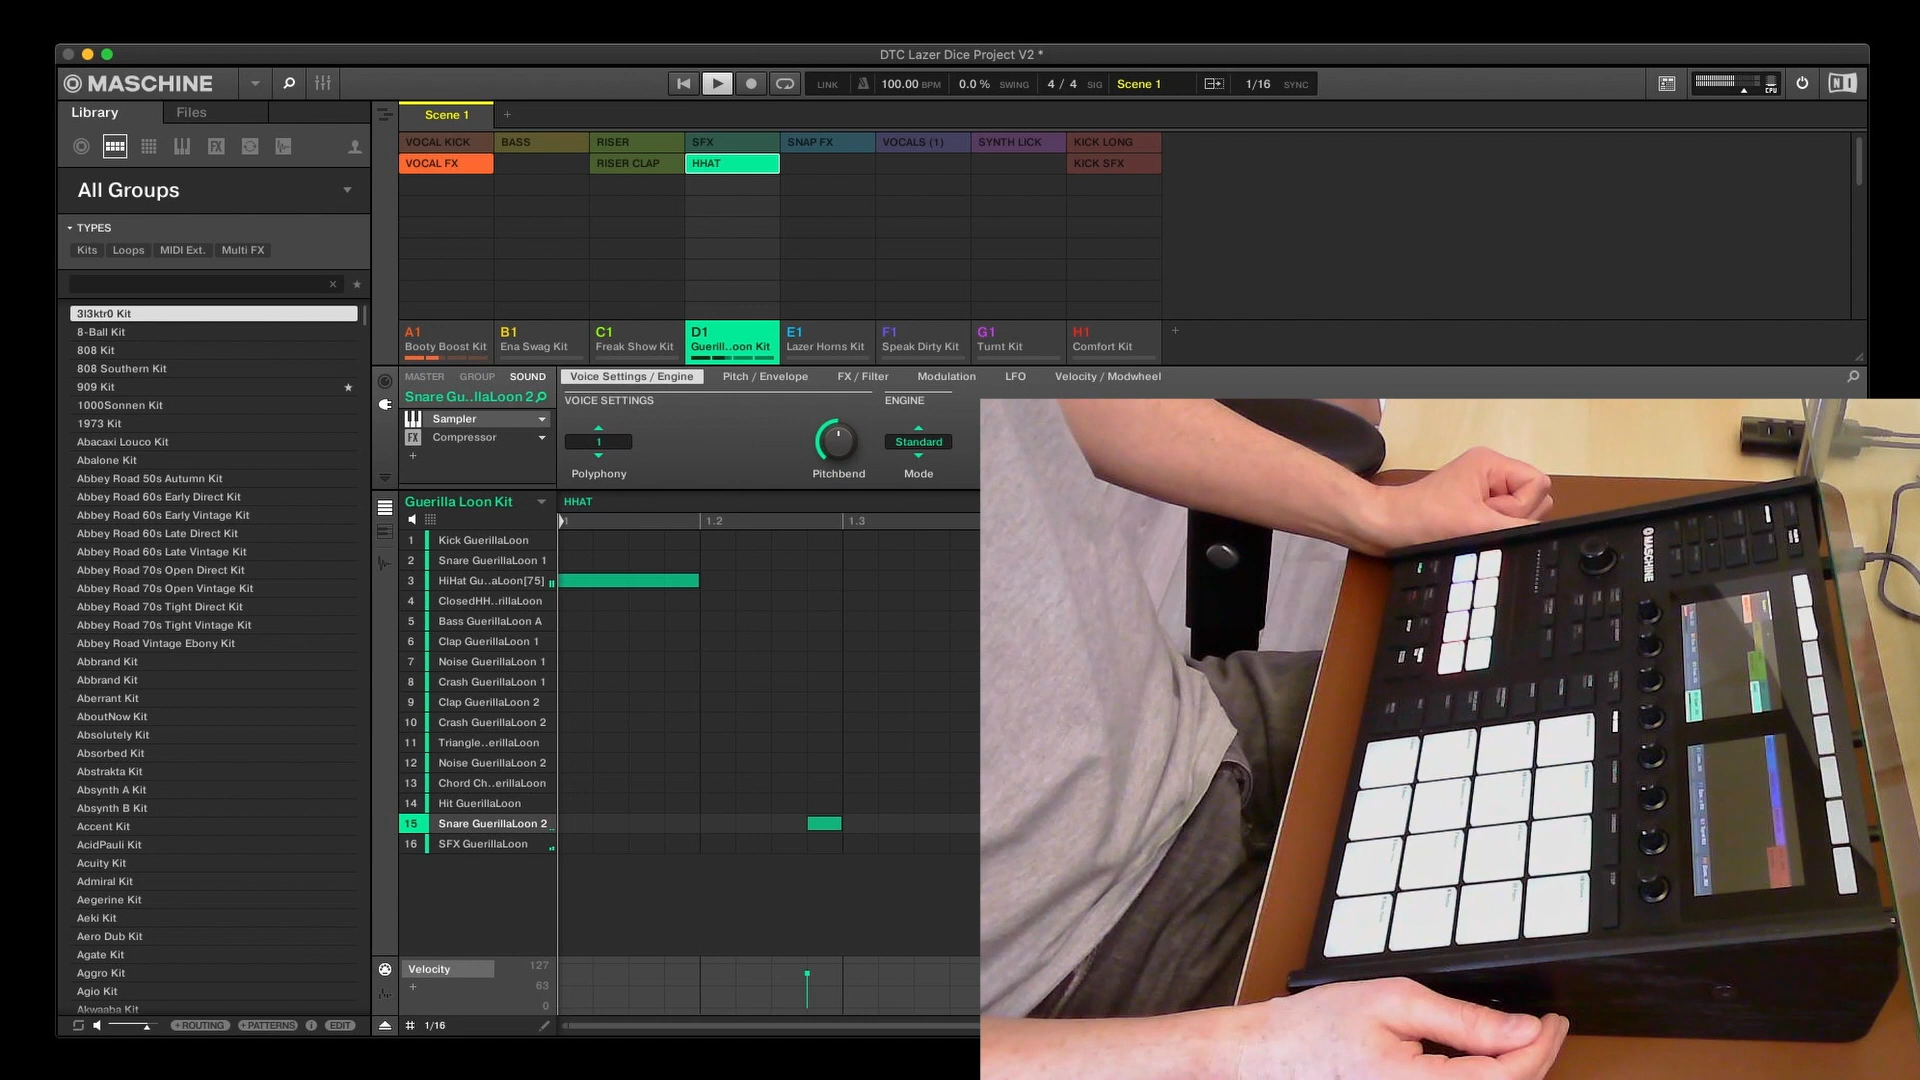 DTC Lazer Dice Project V2 *
MASCHINE
LINK 100.00 BPM 0.0 % SWING 4 / 4 SIG Scene 1 1/16 SYNC
CPU
Library Files
FX
All Groups
TYPES
Kits Loops MIDI Ext. Multi FX
3l3ktr0 Kit
8-Ball Kit
808 Kit
808 Southern Kit
909 Kit
1000Sonnen Kit
1973 Kit
Abacaxi Louco Kit
Abalone Kit
Abbey Road 50s Autumn Kit
Abbey Road 60s Early Direct Kit
Abbey Road 60s Early Vintage Kit
Abbey Road 60s Late Direct Kit
Abbey Road 60s Late Vintage Kit
Abbey Road 70s Open Direct Kit
Abbey Road 70s Open Vintage Kit
Abbey Road 70s Tight Direct Kit
Abbey Road 70s Tight Vintage Kit
Abbey Road Vintage Ebony Kit
Abbrand Kit
Abbrand Kit
Aberrant Kit
AboutNow Kit
Absolutely Kit
Absorbed Kit
Abstrakta Kit
Absynth A Kit
Absynth B Kit
Accent Kit
AcidPauli Kit
Acuity Kit
Admiral Kit
Aegerine Kit
Aeki Kit
Aero Dub Kit
Agate Kit
Aggro Kit
Agio Kit
Akwaaba Kit
+ROUTING +PATTERNS i EDIT
Scene 1 +
VOCAL KICK BASS RISER SFX SNAP FX VOCALS (1) SYNTH LICK KICK LONG
VOCAL FX RISER CLAP HHAT KICK SFX
A1 B1 C1 D1 E1 F1 G1 H1 +
Booty Boost Kit Ena Swag Kit Freak Show Kit Guerill..oon Kit Lazer Horns Kit Speak Dirty Kit Turnt Kit Comfort Kit
MASTER GROUP SOUND
Snare Gu..llaLoon 2
Sampler
FX Compressor
+
Voice Settings / Engine Pitch / Envelope FX / Filter Modulation LFO Velocity / Modwheel
VOICE SETTINGS ENGINE
1 Standard
Polyphony Pitchbend Mode
Guerilla Loon Kit HHAT
1 1.2 1.3
1 Kick GuerillaLoon
2 Snare GuerillaLoon 1
3 HiHat Gu..aLoon[75]
4 ClosedHH..rillaLoon
5 Bass GuerillaLoon A
6 Clap GuerillaLoon 1
7 Noise GuerillaLoon 1
8 Crash GuerillaLoon 1
9 Clap GuerillaLoon 2
10 Crash GuerillaLoon 2
11 Triangle..erillaLoon
12 Noise GuerillaLoon 2
13 Chord Ch..erillaLoon
14 Hit GuerillaLoon
15 Snare GuerillaLoon 2
16 SFX GuerillaLoon
Velocity 127
+ 63
0
# 1/16
MASCHINE